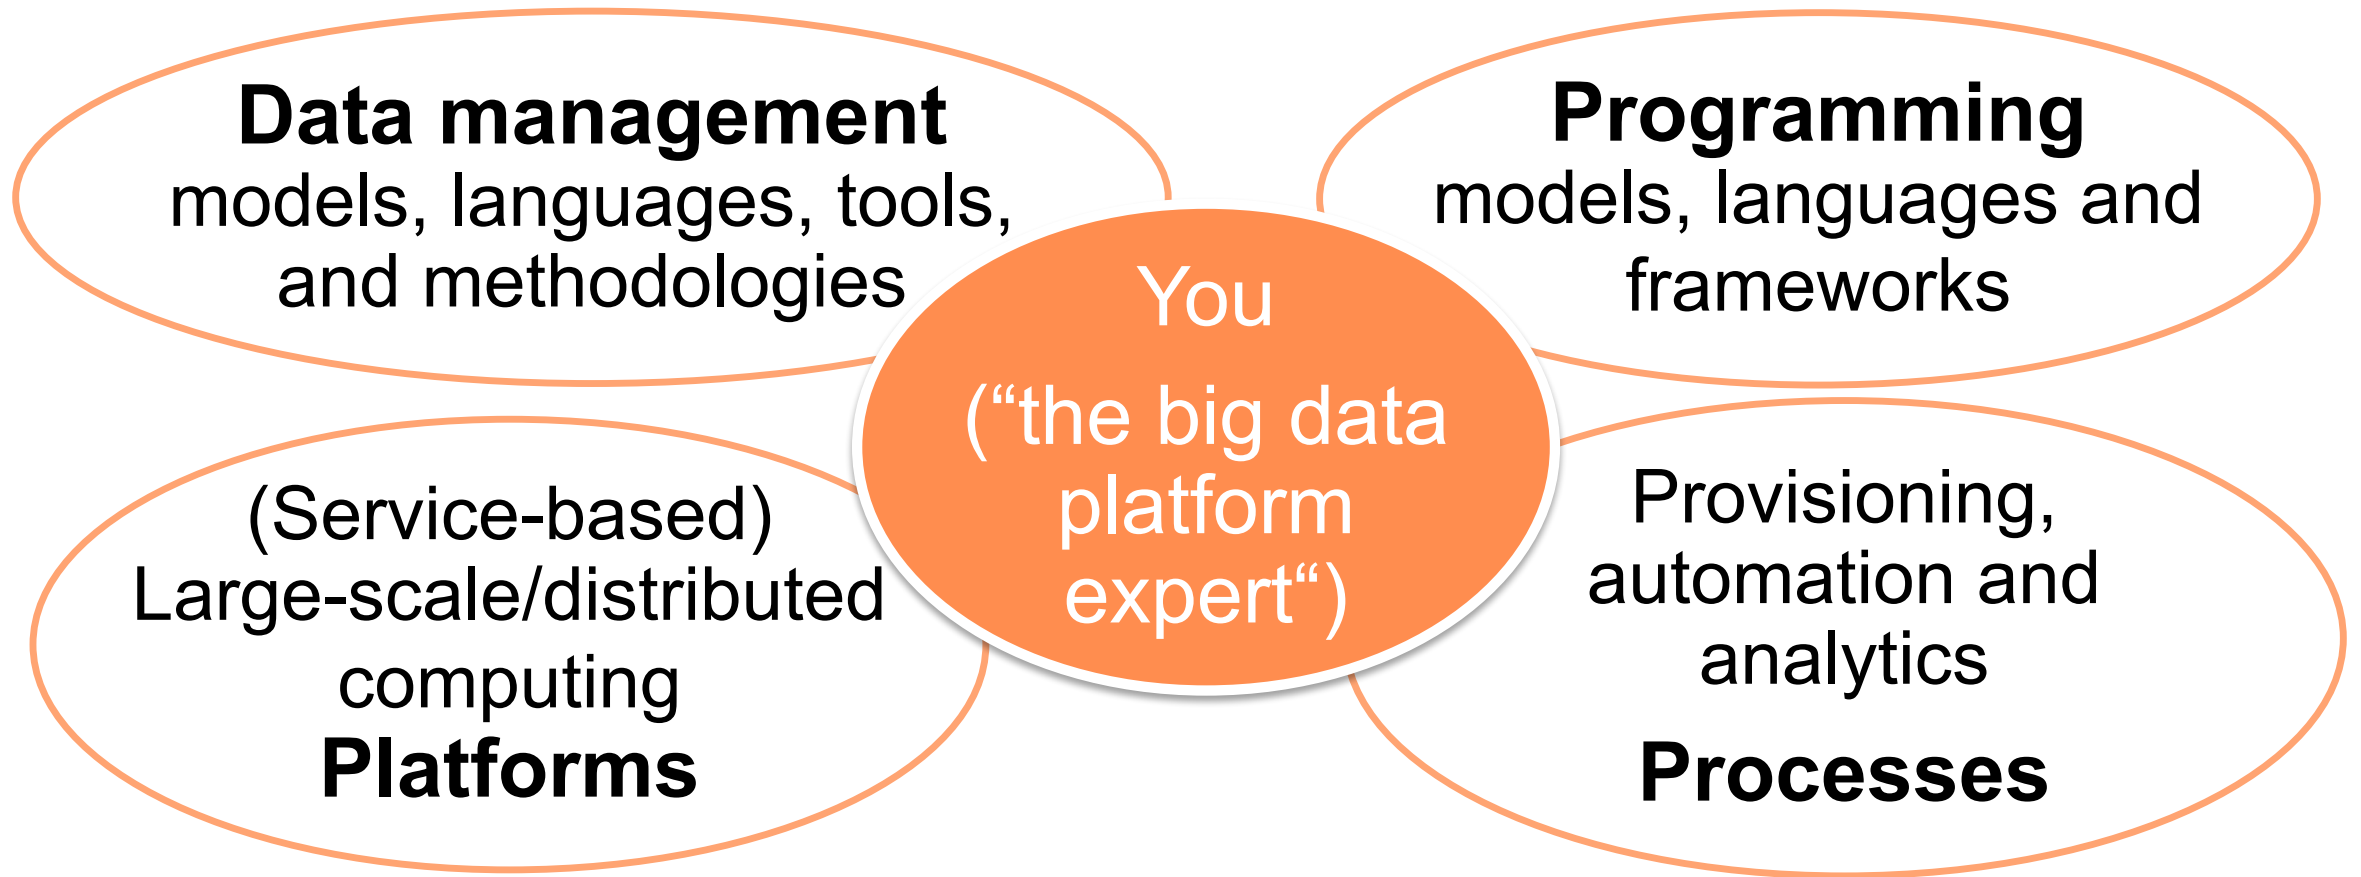 Data management
models, languages, tools,
and methodologies
Programming
models, languages and
frameworks
You
(“the big data
platform
expert“)
(Service-based)
Large-scale/distributed
computing
Platforms
Provisioning,
automation and
analytics
Processes